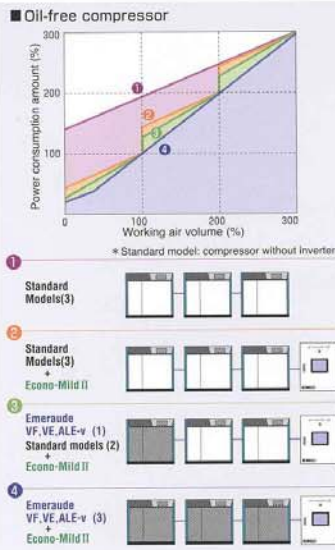 ■ Oil-free compressor
Power consumption amount (%)
300
200
100
0
100
200
300
1
2
3
4
Working air volume (%)
* Standard model: compressor without inverter
1
Standard
Models(3)
2
Standard
Models(3)
+
Econo-Mild II
3
Emeraude
VF,VE,ALE-v (1)
+
Standard models (2)
+
Econo-Mild II
4
Emeraude
VF,VE,ALE-v (3)
+
Econo-Mild II